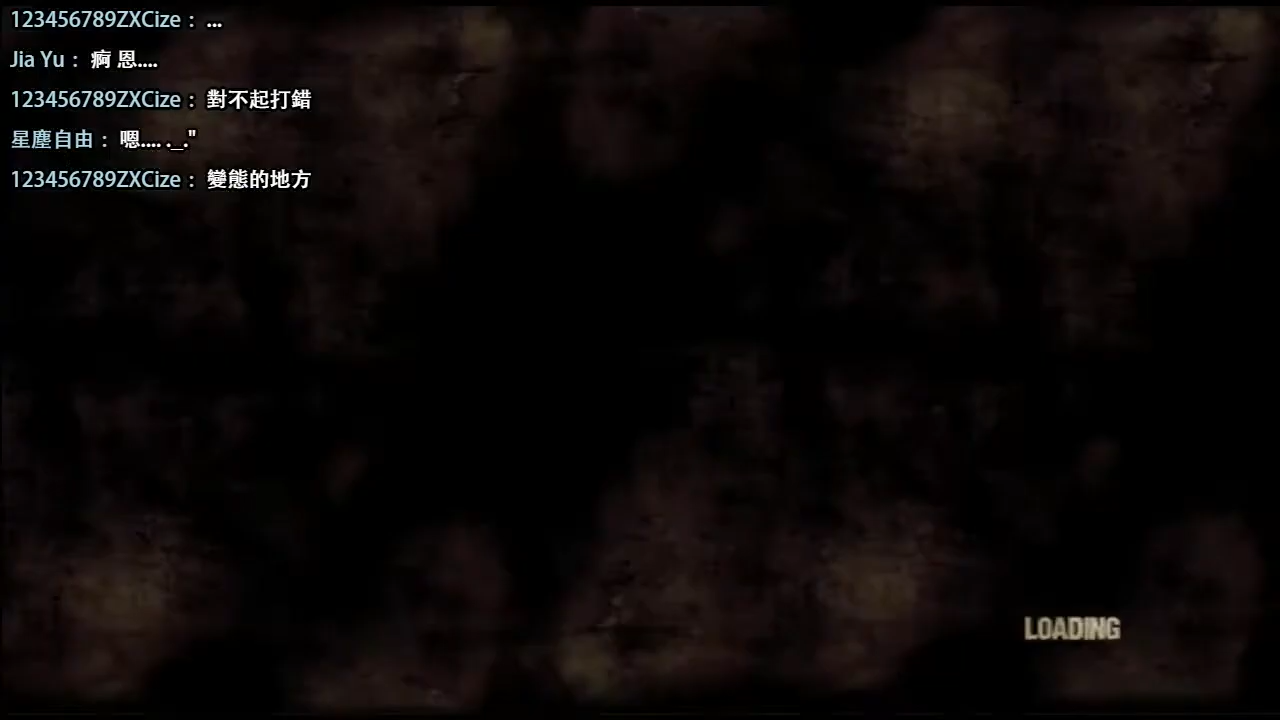 123456789ZXCize： ...
Jia Yu： 痾 恩....
123456789ZXCize： 對不起打錯
星塵自由： 嗯.... ._."
123456789ZXCize： 變態的地方
LOADING